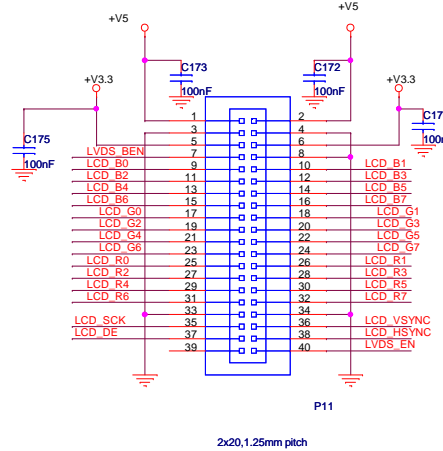 +V5 +V5
C173 C172
+V3.3 100nF 100nF +V3.3
C175 C17
100nF 100n
1 2
3 4
5 6
LVDS_BEN 7 8
LCD_B0 9 10 LCD_B1
LCD_B2 11 12 LCD_B3
LCD_B4 13 14 LCD_B5
LCD_B6 15 16 LCD_B7
LCD_G0 17 18 LCD_G1
LCD_G2 19 20 LCD_G3
LCD_G4 21 22 LCD_G5
LCD_G6 23 24 LCD_G7
LCD_R0 25 26 LCD_R1
LCD_R2 27 28 LCD_R3
LCD_R4 29 30 LCD_R5
LCD_R6 31 32 LCD_R7
33 34
LCD_SCK 35 36 LCD_VSYNC
LCD_DE 37 38 LCD_HSYNC
39 40 LVDS_EN
P11
2x20,1.25mm pitch